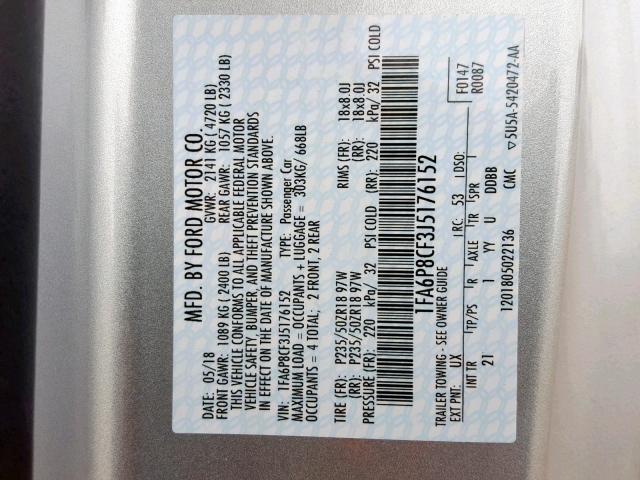 MFD. BY FORD MOTOR CO.
DATE: 05/18 GVWR: 2141 KG ( 4720 LB)
FRONT GAWR: 1089 KG ( 2400 LB) REAR GAWR: 1057 KG ( 2330 LB)
THIS VEHICLE CONFORMS TO ALL APPLICABLE FEDERAL MOTOR
VEHICLE SAFETY, BUMPER, AND THEFT PREVENTION STANDARDS
IN EFFECT ON THE DATE OF MANUFACTURE SHOWN ABOVE.
VIN: 1FA6P8CF3J5176152 TYPE: Passenger Car
MAXIMUM LOAD = OCCUPANTS + LUGGAGE = 303KG/ 668LB
OCCUPANTS = 4 TOTAL; 2 FRONT, 2 REAR
TIRE (FR): P235/50ZR18 97W RIMS (FR): 18x8.0J
(RR): P235/50ZR18 97W (RR): 18x8.0J
PRESSURE (FR): 220 kPa/ 32 PSI COLD (RR): 220 kPa/ 32 PSI COLD
1FA6P8CF3J5176152
TRAILER TOWING - SEE OWNER GUIDE F0147
EXT PNT: UX RC: 53 DSO: R0087
INT TR TP/PS R AXLE TR SPR
21 I YY I
U DDBB
1201805022136 CMC ▽5U5A-5420472-AA